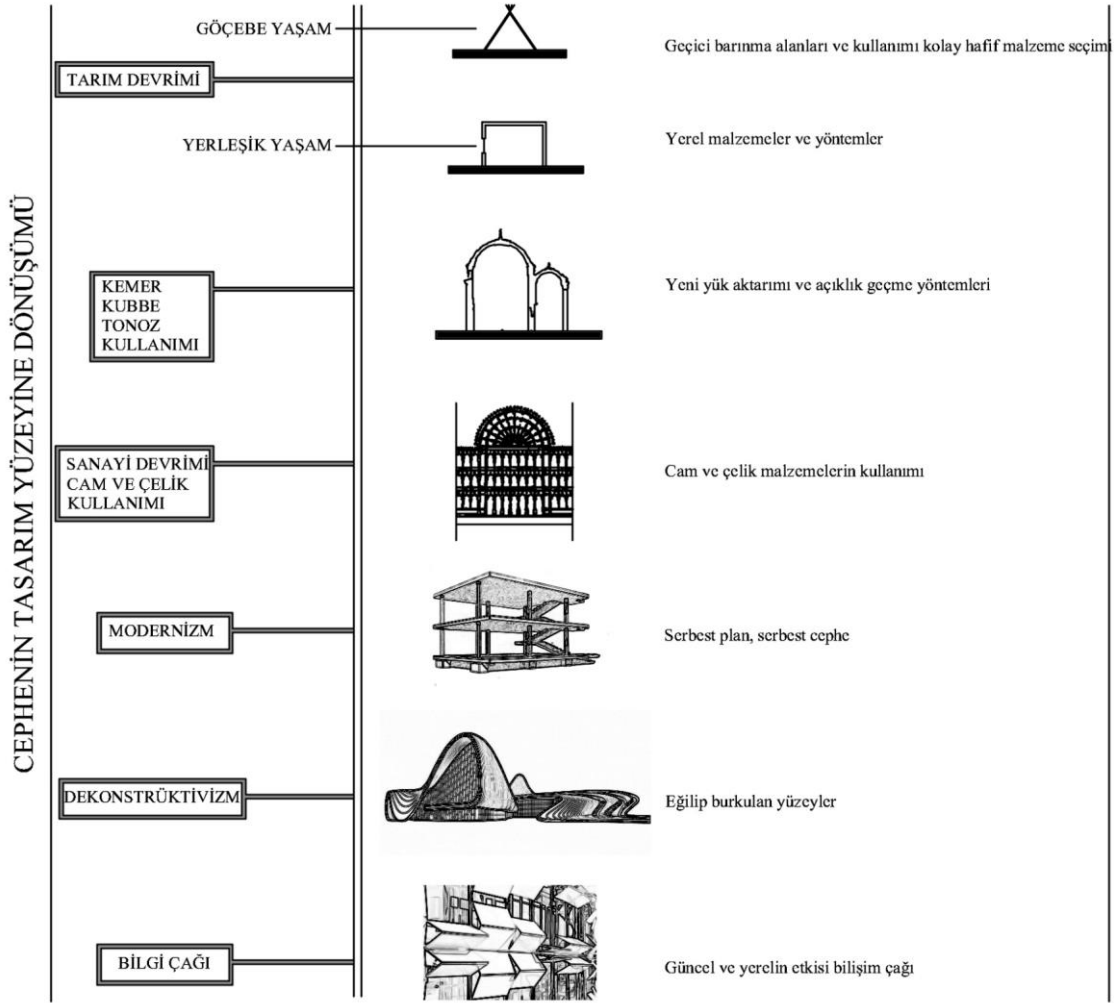 CEPHENİN TASARIM YÜZEYİNE DÖNÜŞÜMÜ
GÖÇEBE YAŞAM
Geçici barınma alanları ve kullanımı kolay hafif malzeme seçimi
TARIM DEVRİMİ
YERLEŞİK YAŞAM
Yerel malzemeler ve yöntemler
KEMER
KUBBE
TONOZ
KULLANIMI
Yeni yük aktarımı ve açıklık geçme yöntemleri
SANAYİ DEVRİMİ
CAM VE ÇELİK
KULLANIMI
Cam ve çelik malzemelerin kullanımı
MODERNİZM
Serbest plan, serbest cephe
DEKONSTRÜKTİVİZM
Eğilip burkulan yüzeyler
BİLGİ ÇAĞI
Güncel ve yerelin etkisi bilişim çağı